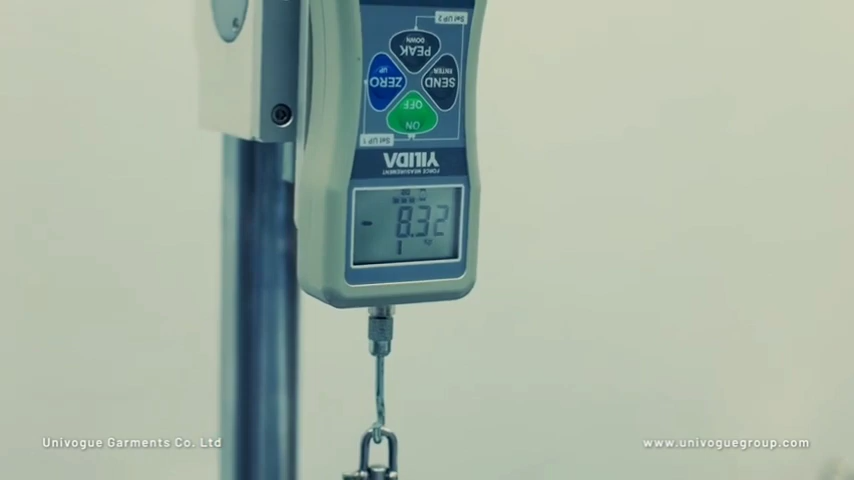 Set UP 2
PEAK
DOWN
ZERO
UP
SEND
ENTER
ON
OFF
Set UP 1
YILIDA
FORCE MEASUREMENT
-8.32
Univogue Garments Co. Ltd
www.univoguegroup.com